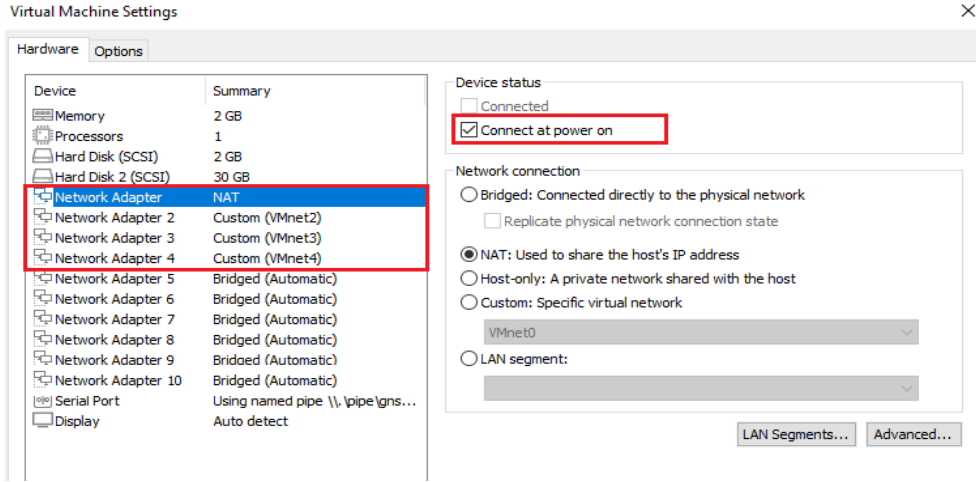 Virtual Machine Settings
Hardware Options
Device Summary
Memory 2 GB
Processors 1
Hard Disk (SCSI) 2 GB
Hard Disk 2 (SCSI) 30 GB
Network Adapter NAT
Network Adapter 2 Custom (VMnet2)
Network Adapter 3 Custom (VMnet3)
Network Adapter 4 Custom (VMnet4)
Network Adapter 5 Bridged (Automatic)
Network Adapter 6 Bridged (Automatic)
Network Adapter 7 Bridged (Automatic)
Network Adapter 8 Bridged (Automatic)
Network Adapter 9 Bridged (Automatic)
Network Adapter 10 Bridged (Automatic)
Serial Port Using named pipe \\.\pipe\gns...
Display Auto detect
Device status
Connected
Connect at power on
Network connection
Bridged: Connected directly to the physical network
Replicate physical network connection state
NAT: Used to share the host's IP address
Host-only: A private network shared with the host
Custom: Specific virtual network
VMnet0
LAN segment:
LAN Segments... Advanced...